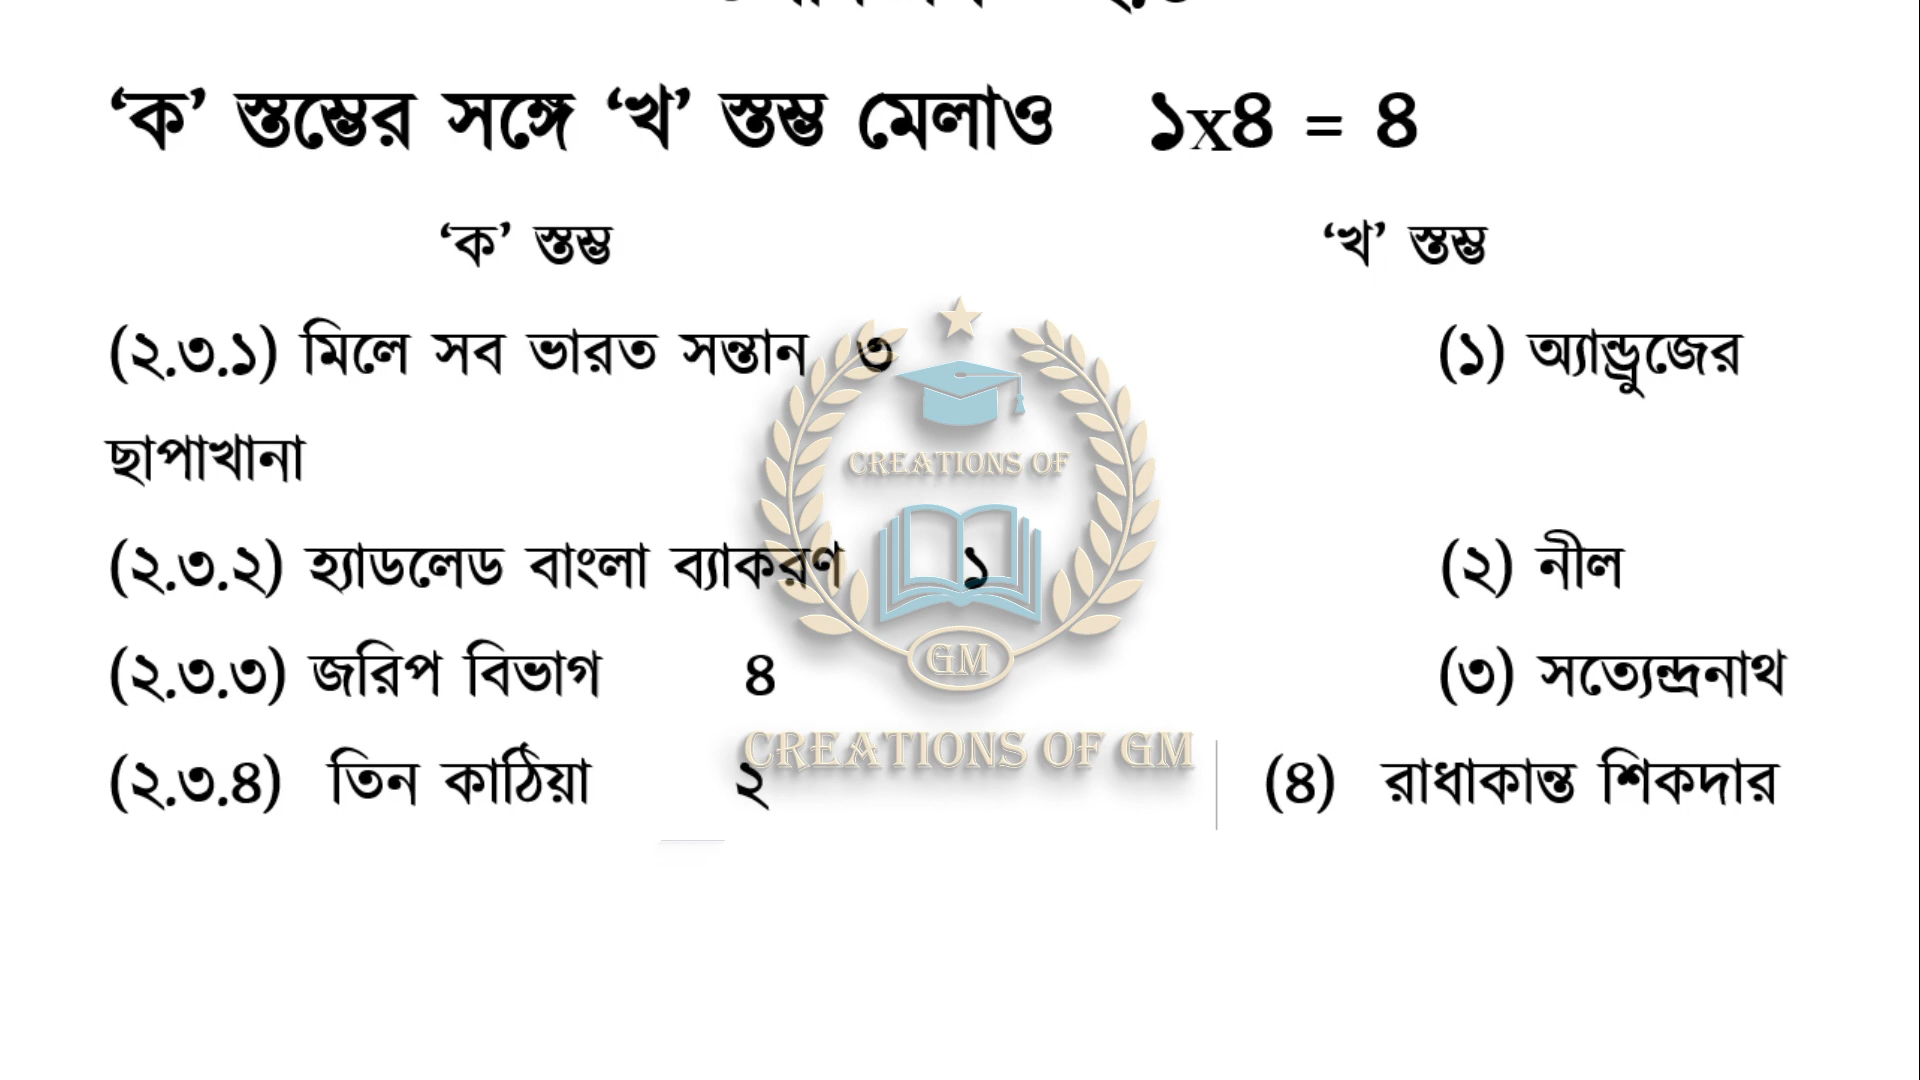 ‘ক’ স্তম্ভের সঙ্গে ‘খ’ স্তম্ভ মেলাও ১x৪ = ৪
‘ক’ স্তম্ভ ‘খ’ স্তম্ভ
(২.৩.১) মিলে সব ভারত সন্তান ৩ (১) অ্যান্ড্রুজের
ছাপাখানা
CREATIONS OF
(২.৩.২) হ্যাডলেড বাংলা ব্যাকরণ ১ (২) নীল
GM
(২.৩.৩) জরিপ বিভাগ ৪ (৩) সত্যেন্দ্রনাথ
CREATIONS OF GM
(২.৩.৪) তিন কাঠিয়া ২ (৪) রাধাকান্ত শিকদার